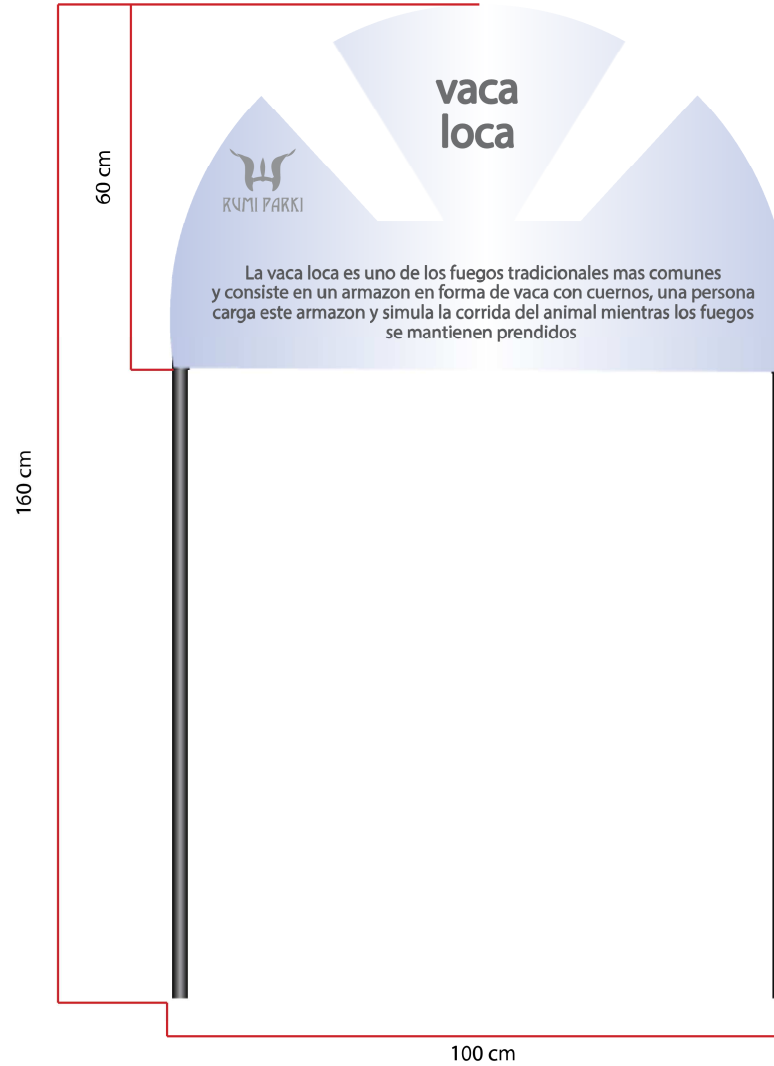 vaca
loca
60 cm
RUMI PARKI
La vaca loca es uno de los fuegos tradicionales mas comunes
y consiste en un armazon en forma de vaca con cuernos, una persona
carga este armazon y simula la corrida del animal mientras los fuegos
se mantienen prendidos
160 cm
100 cm